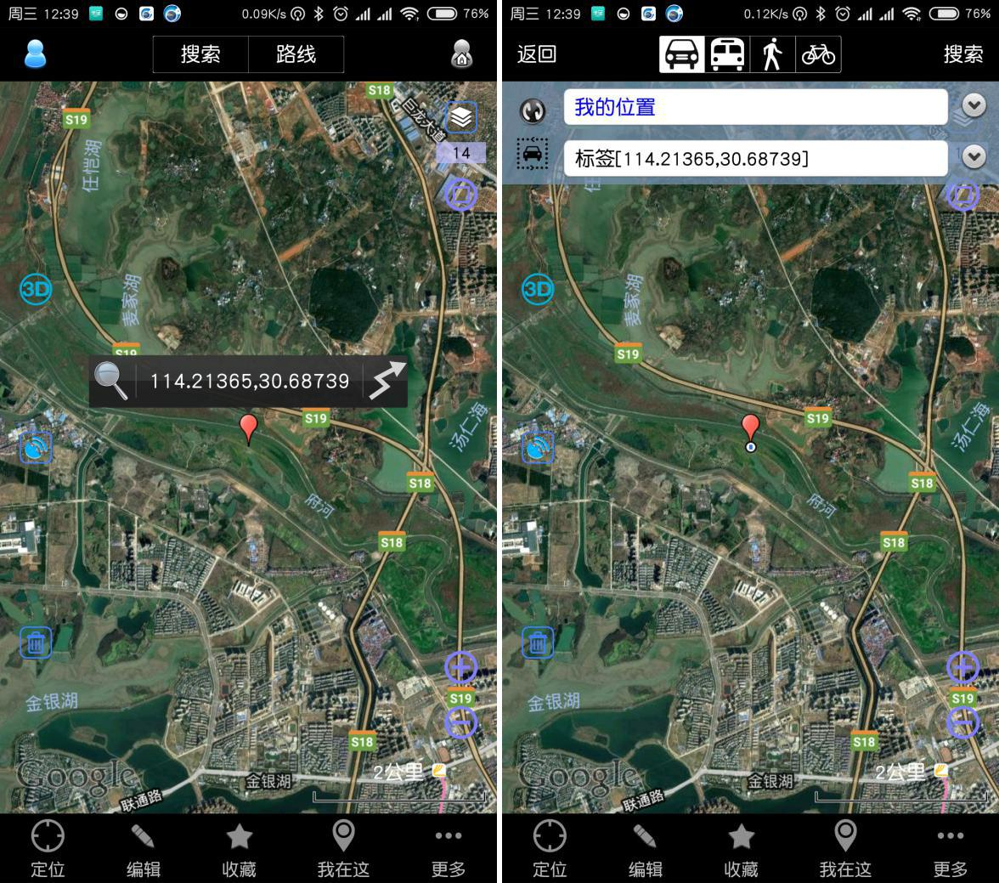 周三 12:39
0.09K/s
76%
搜索
路线
S18
S19
巨龙大道
14
任恺湖
3D
麦家湖
S19
114.21365,30.68739
S19
汤仁海
S18
府河
S18
金银湖
S19
S18
Google
2公里
金银湖
联通路
定位
编辑
收藏
我在这
更多
周三 12:39
0.12K/s
76%
返回
搜索
我的位置
标签[114.21365,30.68739]
3D
麦家湖
S19
S19
汤仁海
S18
府河
S18
金银湖
S19
S18
Google
2公里
金银湖
联通路
定位
编辑
收藏
我在这
更多